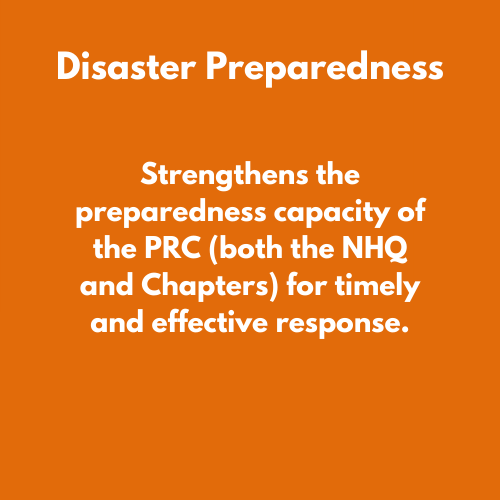 Disaster Preparedness
Strengthens the
preparedness capacity of
the PRC (both the NHQ
and Chapters) for timely
and effective response.